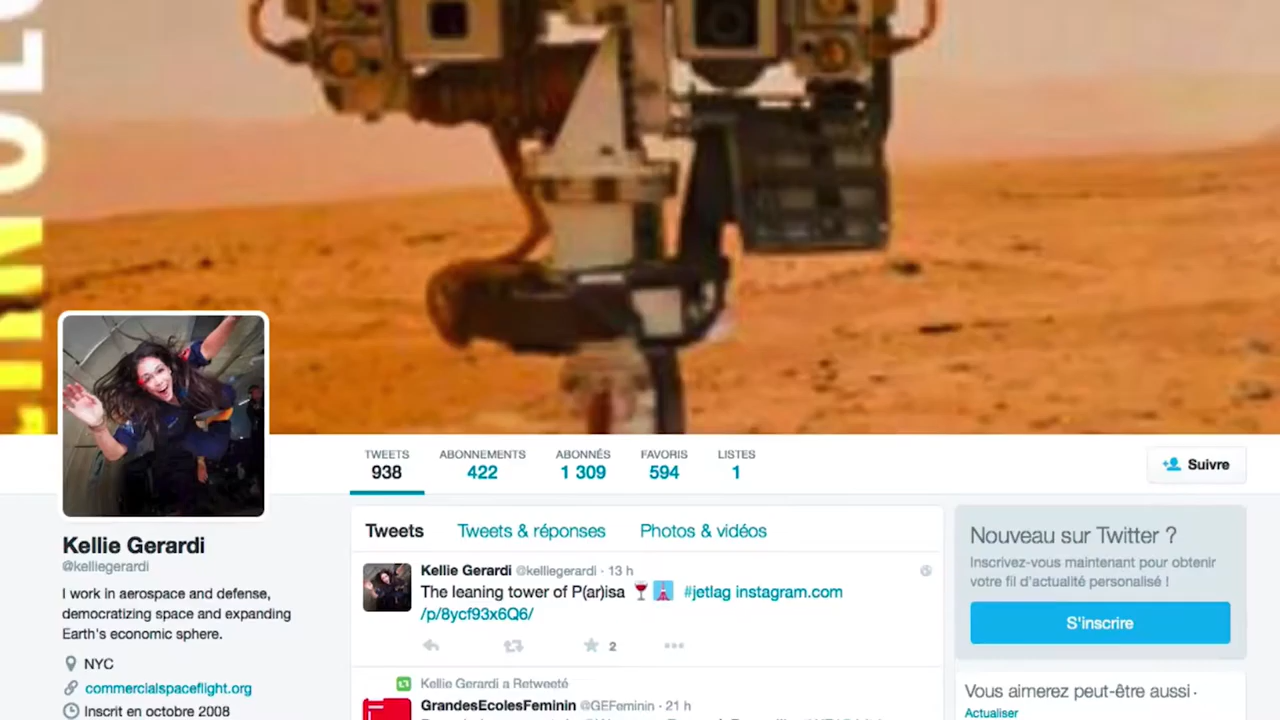 TWEETS ABONNEMENTS ABONNÉS FAVORIS LISTES
938 422 1 309 594 1
Suivre
Kellie Gerardi
@kelliegerardi
I work in aerospace and defense,
democratizing space and expanding
Earth's economic sphere.
NYC
commercialspaceflight.org
Inscrit en octobre 2008
Tweets Tweets & réponses Photos & vidéos
Kellie Gerardi @kelliegerardi · 13 h
The leaning tower of P(ar)isa 🍷🗼 #jetlag instagram.com
/p/8ycf93x6Q6/
2
Kellie Gerardi a Retweeté
GrandesEcolesFeminin @GEFeminin · 21 h
Nouveau sur Twitter ?
Inscrivez-vous maintenant pour obtenir
votre fil d'actualité personalisé !
S'inscrire
Vous aimerez peut-être aussi ·
Actualiser